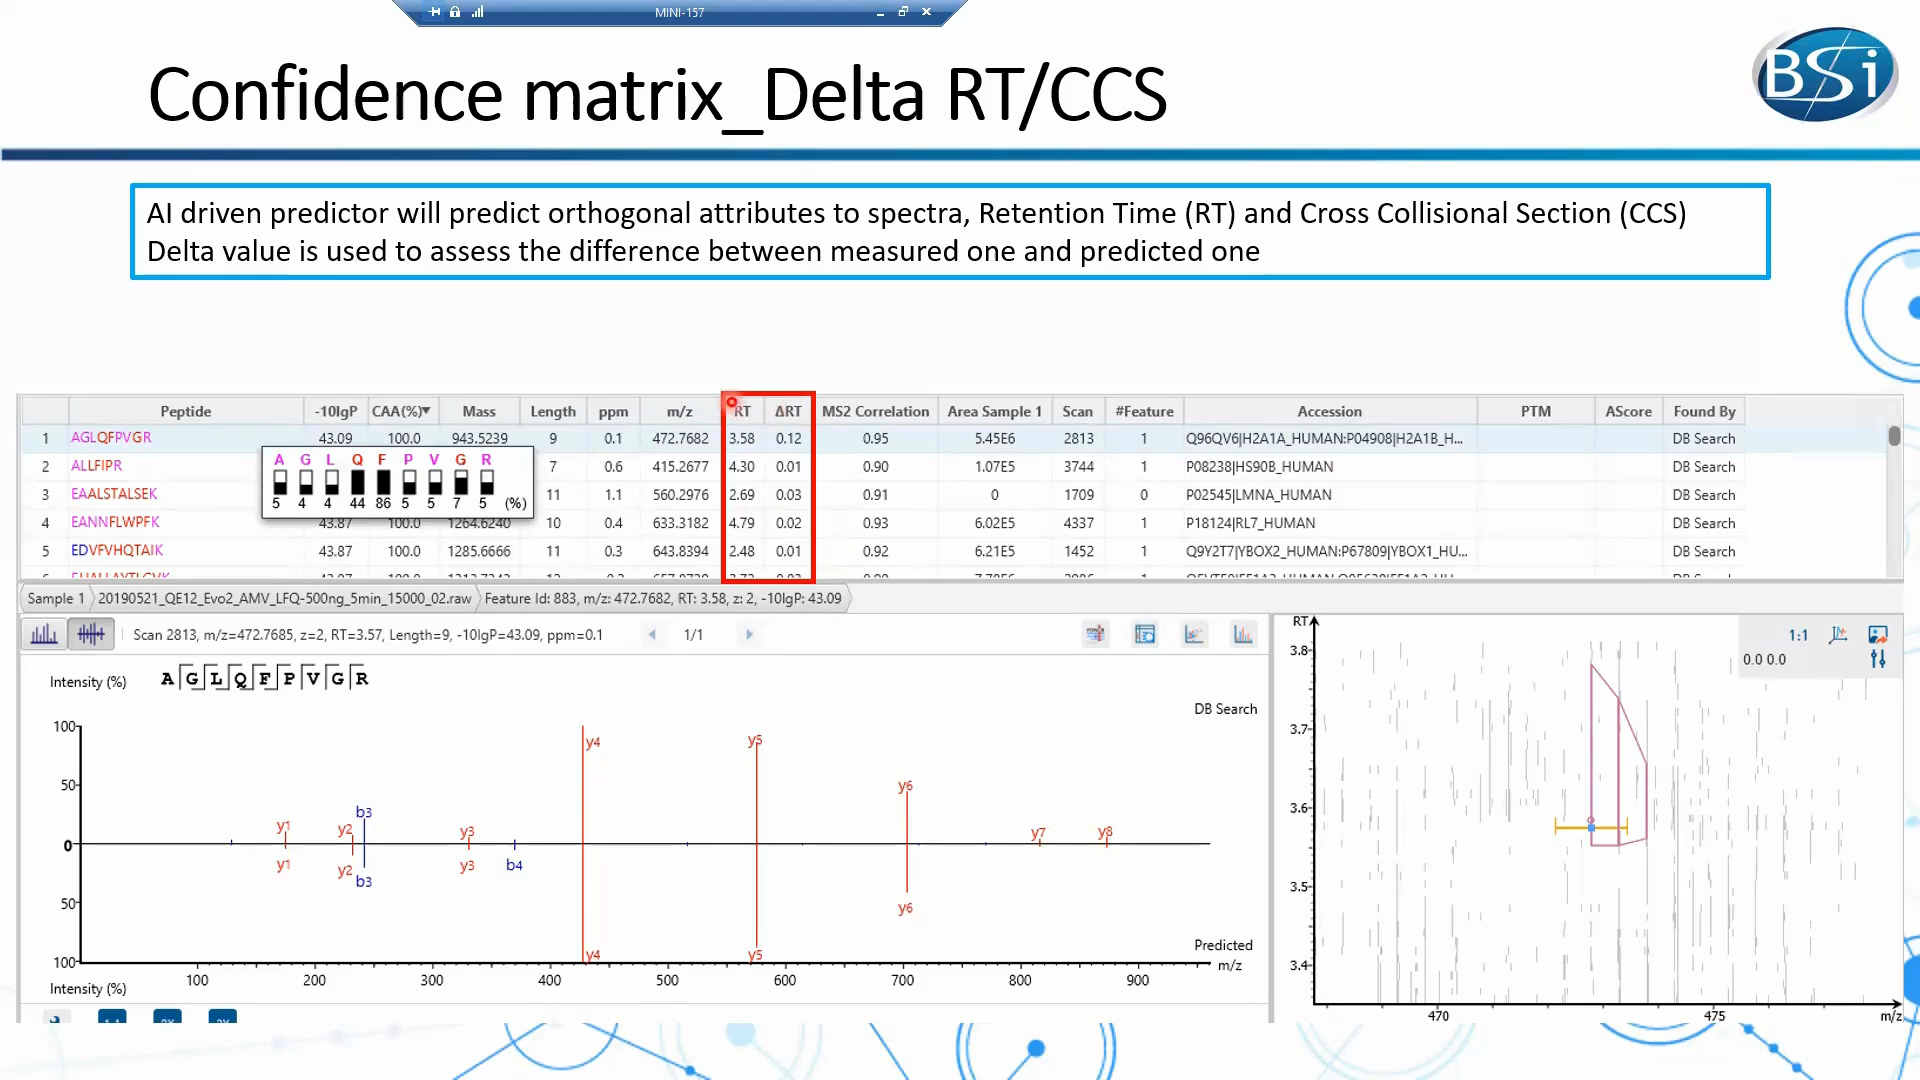 MINI-157
Confidence matrix_Delta RT/CCS
BSi
AI driven predictor will predict orthogonal attributes to spectra, Retention Time (RT) and Cross Collisional Section (CCS)
Delta value is used to assess the difference between measured one and predicted one
Peptide -10lgP CAA(%)▼ Mass Length ppm m/z RT ΔRT MS2 Correlation Area Sample 1 Scan #Feature Accession PTM AScore Found By
1 AGLQFPVGR 43.09 100.0 943.5239 9 0.1 472.7682 3.58 0.12 0.95 5.45E6 2813 1 Q96QV6|H2A1A_HUMAN:P04908|H2A1B_H... DB Search
2 ALLFIPR 7 0.6 415.2677 4.30 0.01 0.90 1.07E5 3744 1 P08238|HS90B_HUMAN DB Search
3 EAALSTALSEK 11 1.1 560.2976 2.69 0.03 0.91 0 1709 0 P02545|LMNA_HUMAN DB Search
4 EANNFLWPFK 43.87 100.0 1264.6240 10 0.4 633.3182 4.79 0.02 0.93 6.02E5 4337 1 P18124|RL7_HUMAN DB Search
5 EDVFVHQTAIK 43.87 100.0 1285.6666 11 0.3 643.8394 2.48 0.01 0.92 6.21E5 1452 1 Q9Y2T7|YBOX2_HUMAN:P67809|YBOX1_HU... DB Search
A G L Q F P V G R
5 4 4 44 86 5 5 7 5 (%)
Sample 1 20190521_QE12_Evo2_AMV_LFQ-500ng_5min_15000_02.raw Feature Id: 883, m/z: 472.7682, RT: 3.58, z: 2, -10lgP: 43.09
Scan 2813, m/z=472.7685, z=2, RT=3.57, Length=9, -10lgP=43.09, ppm=0.1 1/1
Intensity (%) A G L Q F P V G R
DB Search
100
50
0
50
100
y1 y2 b3 y3 y4 y5 y6 y7 y8
y1 y2 b3 y3 b4 y4 y5 y6
Predicted
m/z
100 200 300 400 500 600 700 800 900
Intensity (%)
RT
1:1
0.0 0.0
3.8
3.7
3.6
3.5
3.4
470 475 m/z